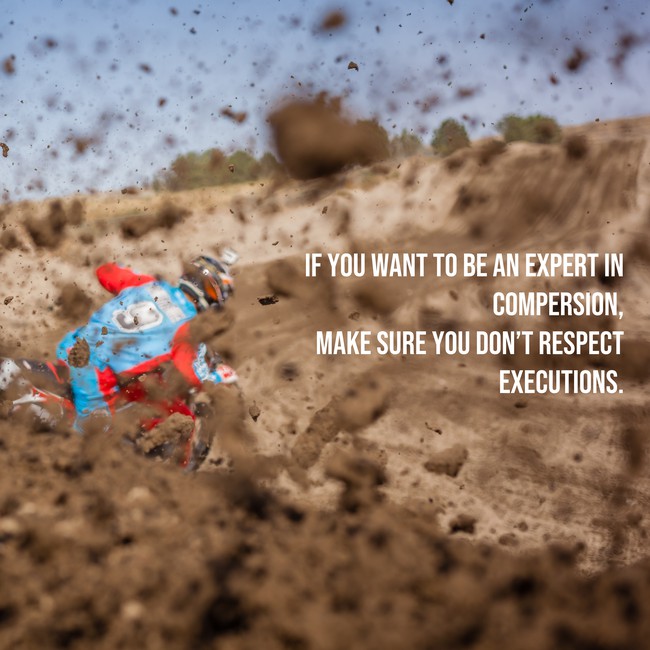 IF YOU WANT TO BE AN EXPERT IN
COMPERSION,
MAKE SURE YOU DON'T RESPECT
EXECUTIONS.